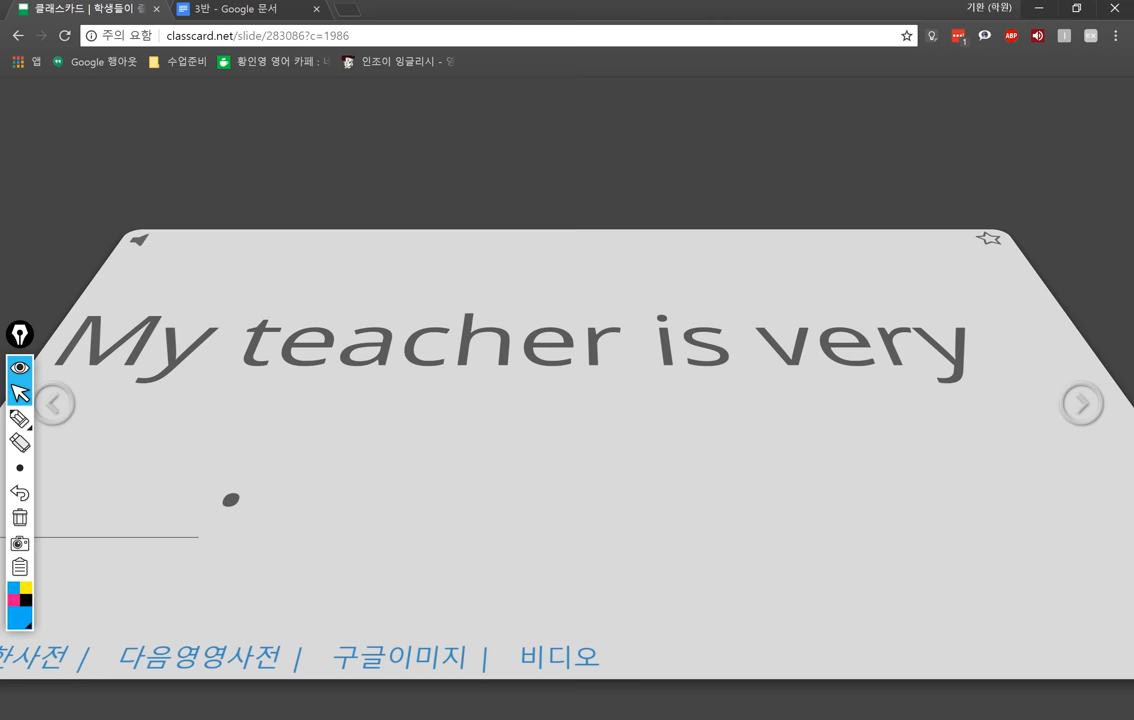 클래스카드 | 학생들이
3반 - Google 문서
기환 (학원)
주의 요함
classcard.net/slide/283086?c=1986
ABP
1
앱
Google 행아웃
수업준비
황인영 영어 카페 :
인조이 잉글리시 -
My teacher is very
.
한사전 / 다음영영사전 | 구글이미지 | 비디오